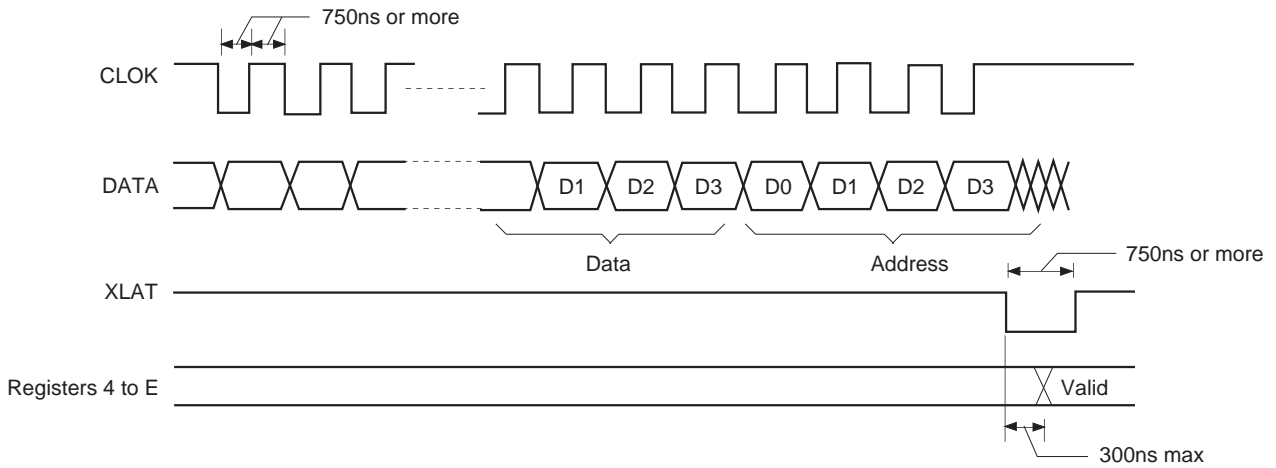 750ns or more
CLOK
DATA D1 D2 D3 D0 D1 D2 D3
Data Address
750ns or more
XLAT
Registers 4 to E Valid
300ns max